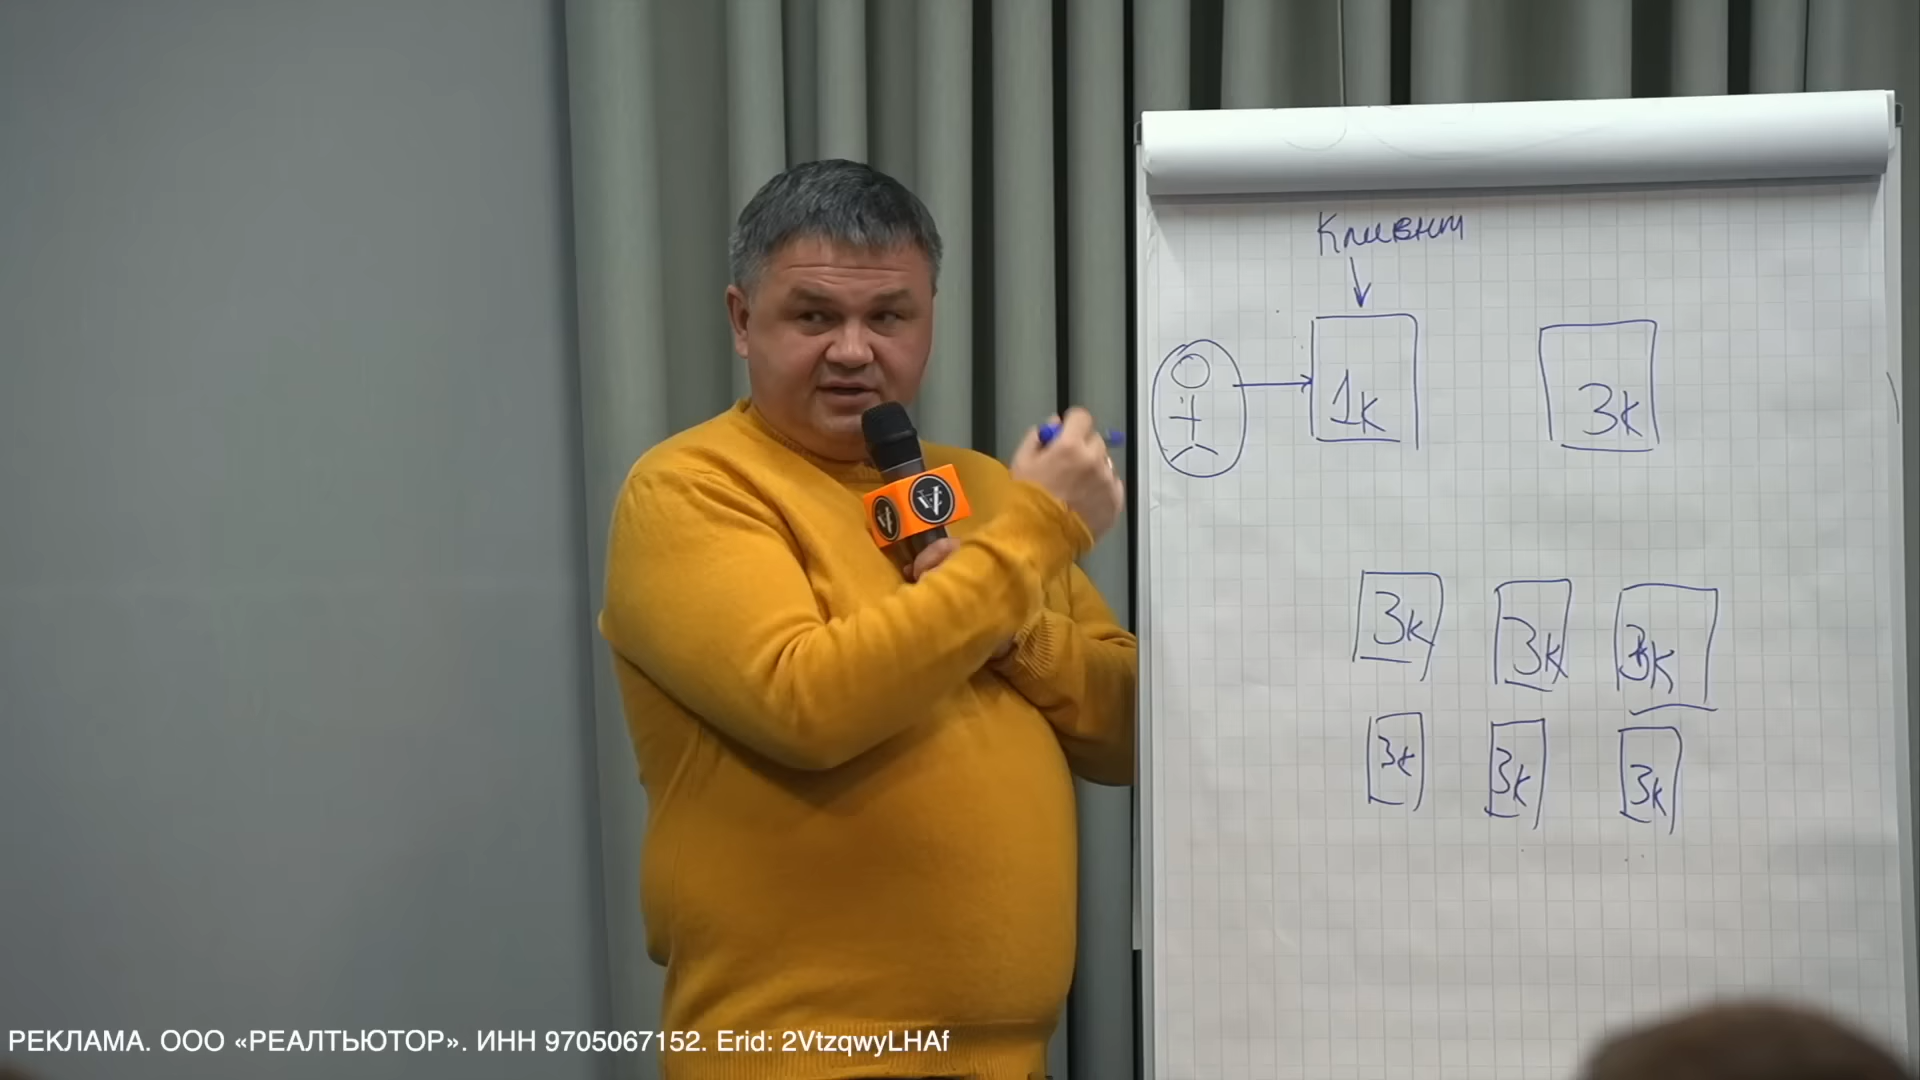 Клиент
1к 3к
3к 3к 3к
3к 3к 3к
РЕКЛАМА. ООО «РЕАЛТЬЮТОР». ИНН 9705067152. Erid: 2VtzqwyLHAf